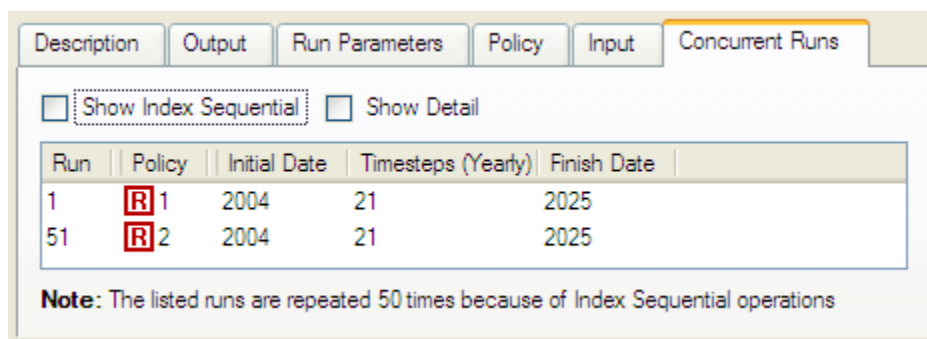 Description Output Run Parameters Policy Input Concurrent Runs
Show Index Sequential Show Detail
Run Policy Initial Date Timesteps (Yearly) Finish Date
1 R 1 2004 21 2025
51 R 2 2004 21 2025
Note: The listed runs are repeated 50 times because of Index Sequential operations